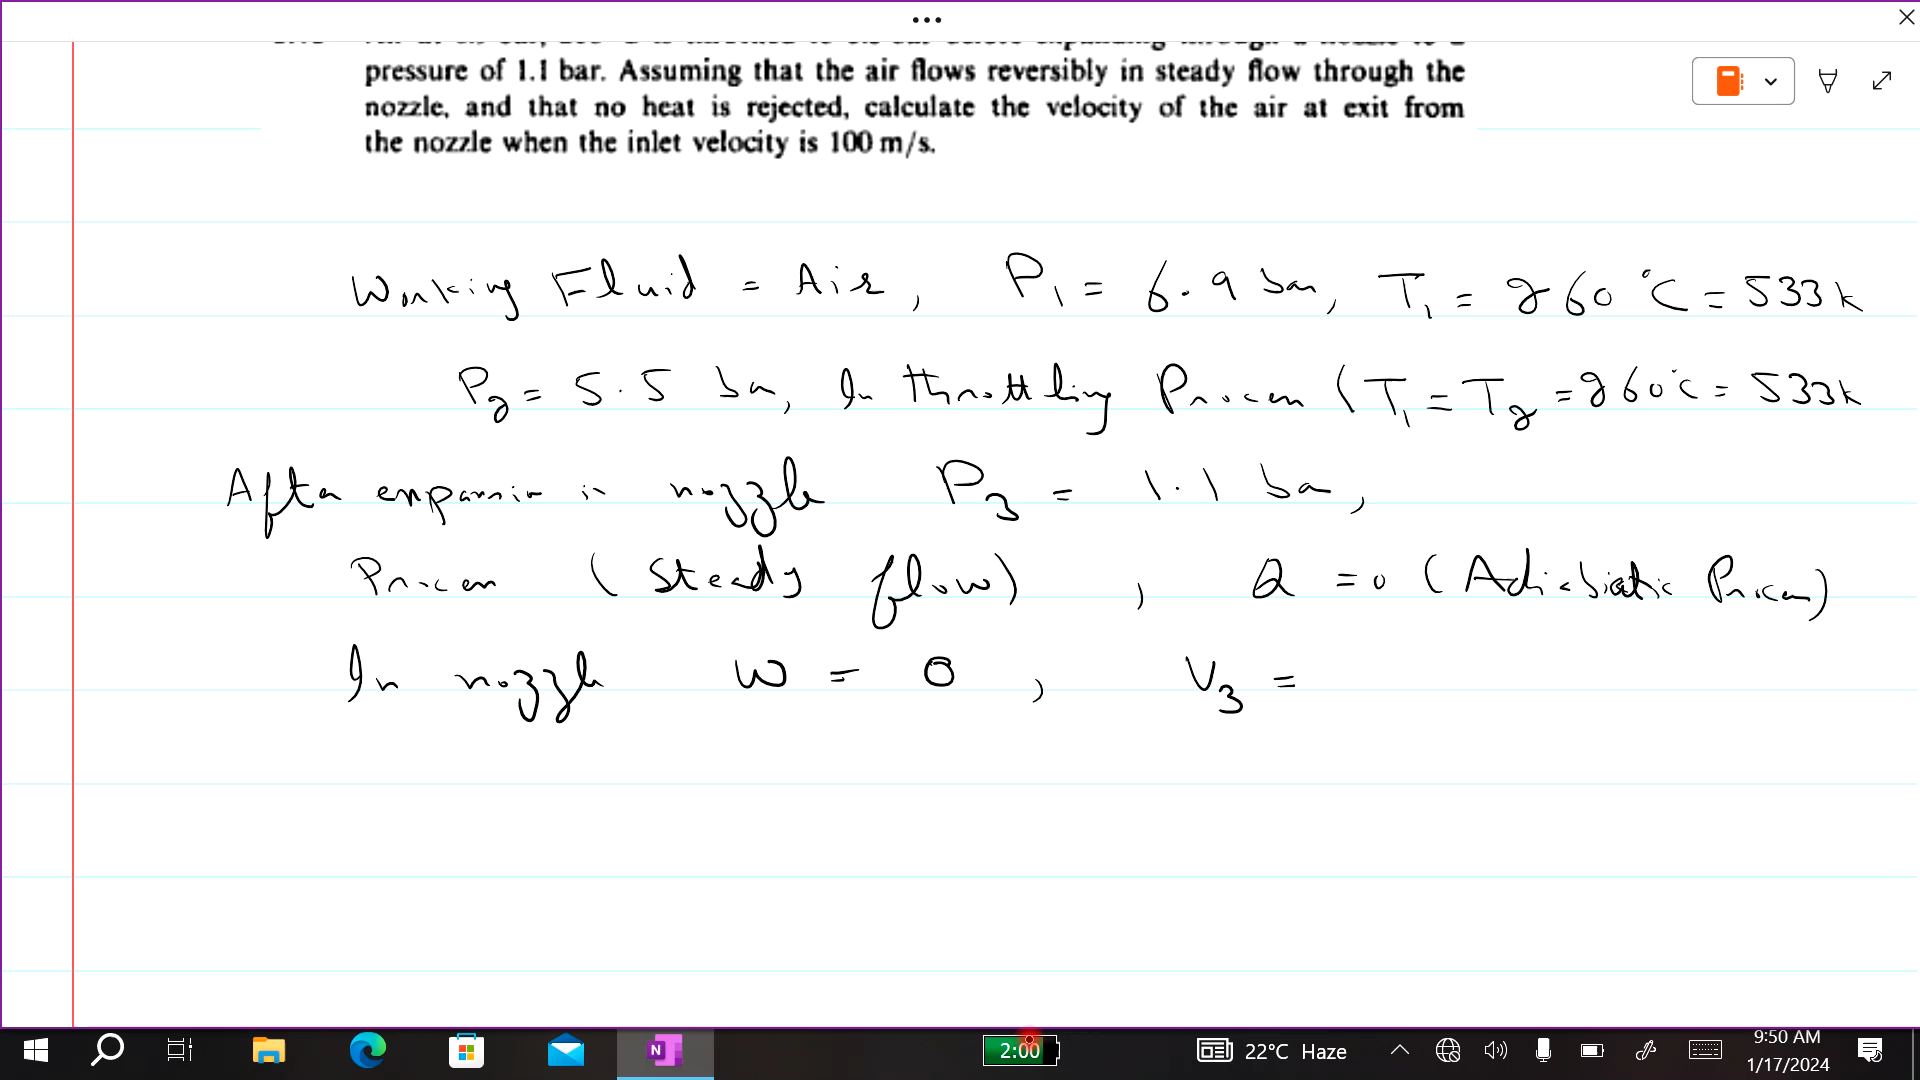 pressure of 1.1 bar. Assuming that the air flows reversibly in steady flow through the
nozzle, and that no heat is rejected, calculate the velocity of the air at exit from
the nozzle when the inlet velocity is 100 m/s.
Working Fluid = Air, P₁ = 6.9 bar, T₁ = 260°C = 533k
P₂ = 5.5 bar, In throttling Process (T₁ = T₂ = 260°C = 533k
After expansion in nozzle P₃ = 1.1 bar,
Process (Steady flow), Q = 0 (Adiabatic Process)
In nozzle W = 0, V₃ =
N
2:00
22°C Haze
9:50 AM
1/17/2024